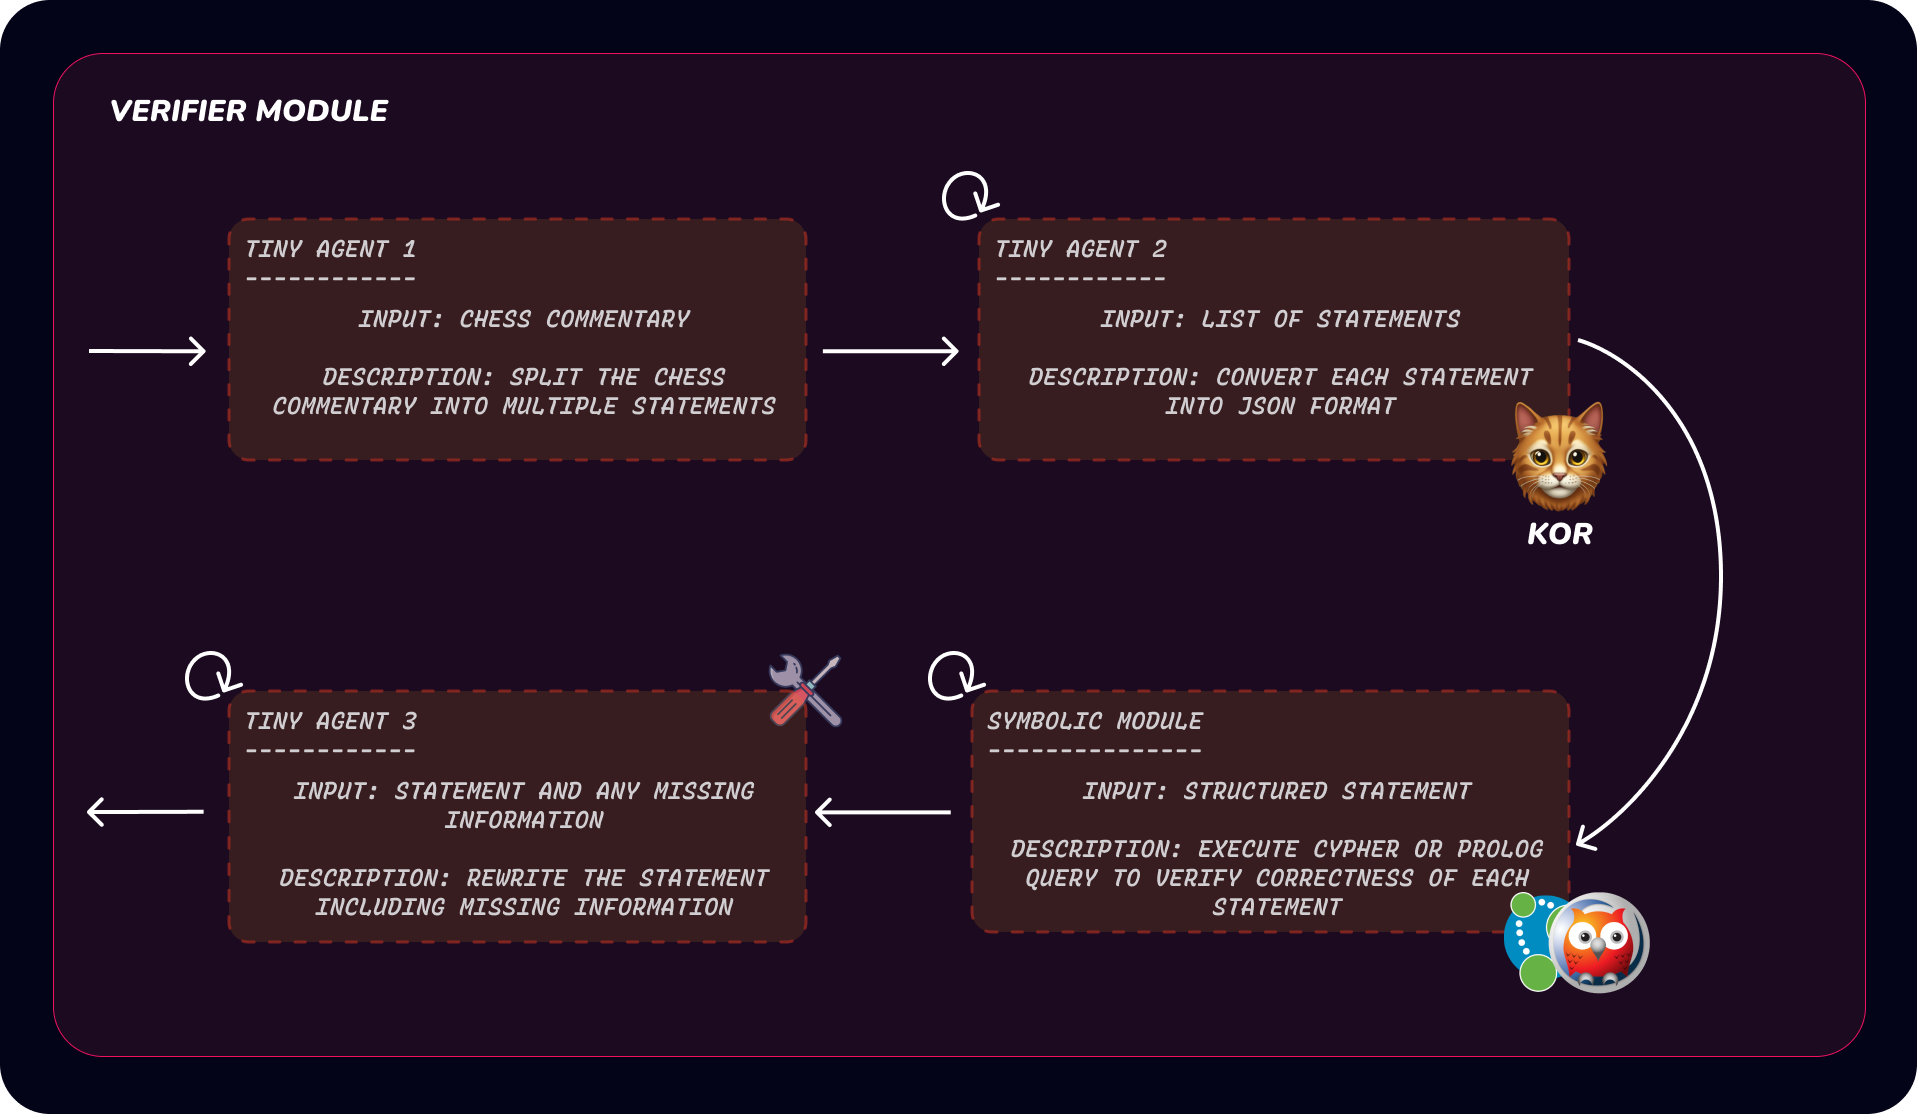 VERIFIER MODULE
TINY AGENT 1
------------
INPUT: CHESS COMMENTARY
DESCRIPTION: SPLIT THE CHESS
COMMENTARY INTO MULTIPLE STATEMENTS
TINY AGENT 2
------------
INPUT: LIST OF STATEMENTS
DESCRIPTION: CONVERT EACH STATEMENT
INTO JSON FORMAT
KOR
TINY AGENT 3
------------
INPUT: STATEMENT AND ANY MISSING
INFORMATION
DESCRIPTION: REWRITE THE STATEMENT
INCLUDING MISSING INFORMATION
SYMBOLIC MODULE
---------------
INPUT: STRUCTURED STATEMENT
DESCRIPTION: EXECUTE CYPHER OR PROLOG
QUERY TO VERIFY CORRECTNESS OF EACH
STATEMENT